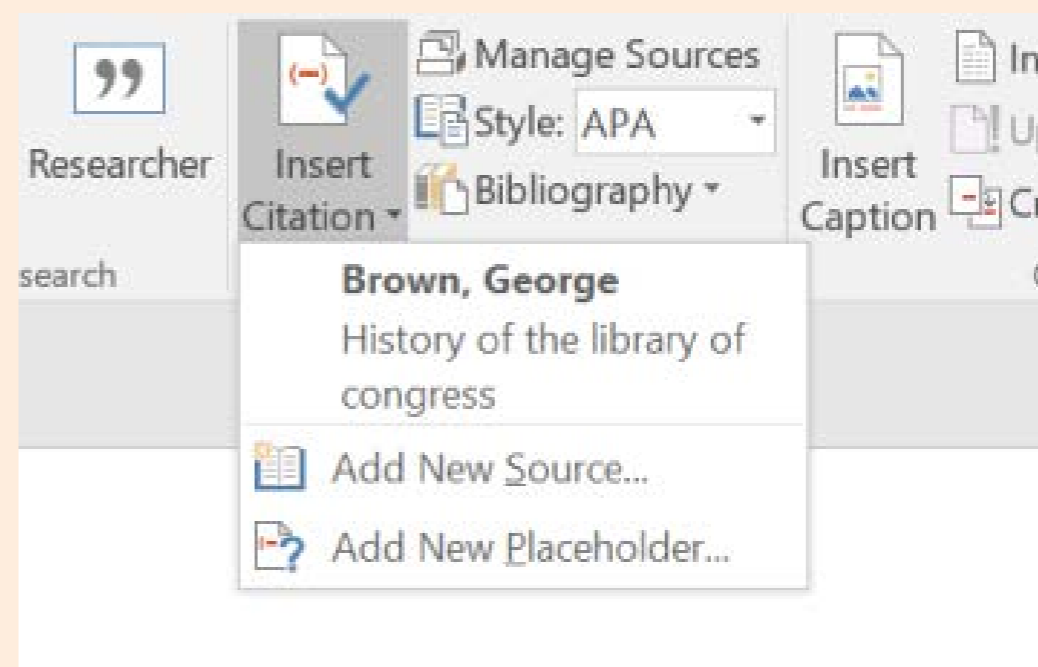 Researcher
search
Insert
Citation
Manage Sources
Style: APA
Bibliography
Insert
Caption
Brown, George
History of the library of
congress
Add New Source...
Add New Placeholder...